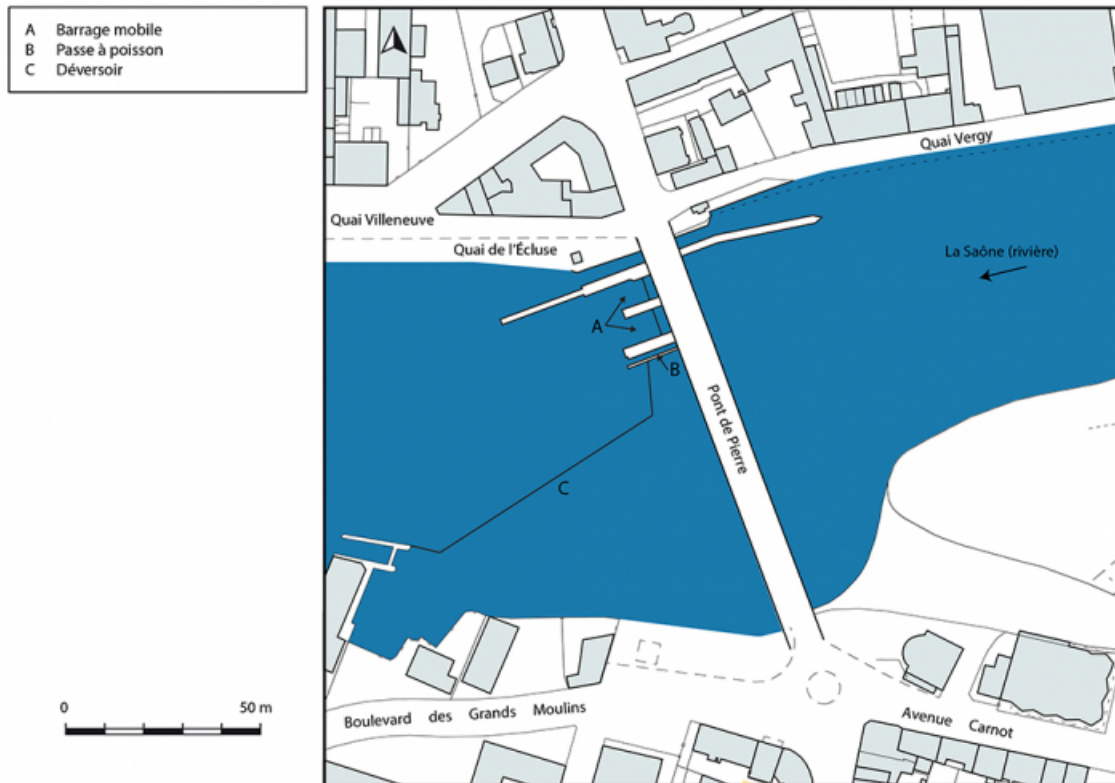 A Barrage mobile
B Passe à poisson
C Déversoir
Quai Vergy
Quai Villeneuve
Quai de l'Écluse
La Saône (rivière)
A
B
Pont de Pierre
C
0 50 m
Boulevard des Grands Moulins
Avenue Carnot